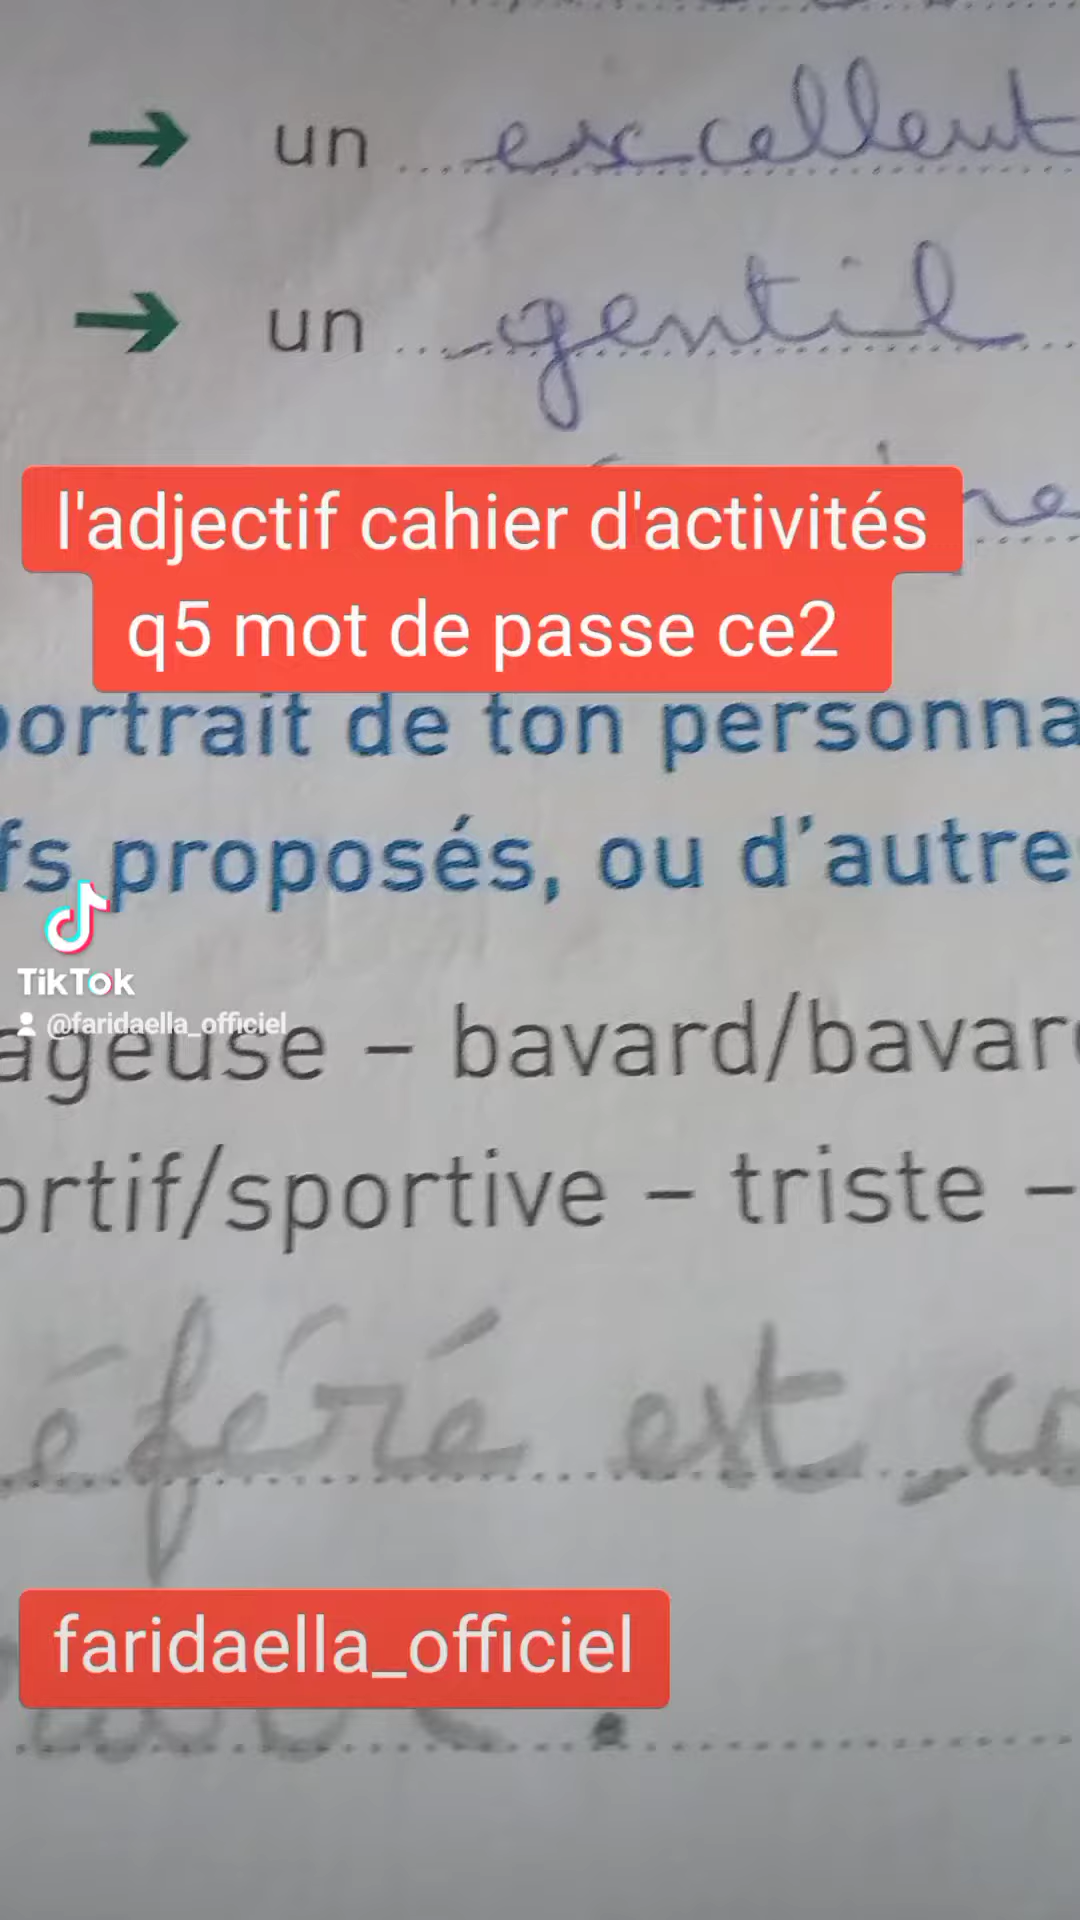 un excellent
un gentil
l'adjectif cahier d'activités
q5 mot de passe ce2
ortrait de ton personna
fs proposés, ou d'autre
TikTok
@faridaella_officiel
ageuse – bavard/bavar
ortif/sportive – triste –
éféré est co
faridaella_officiel